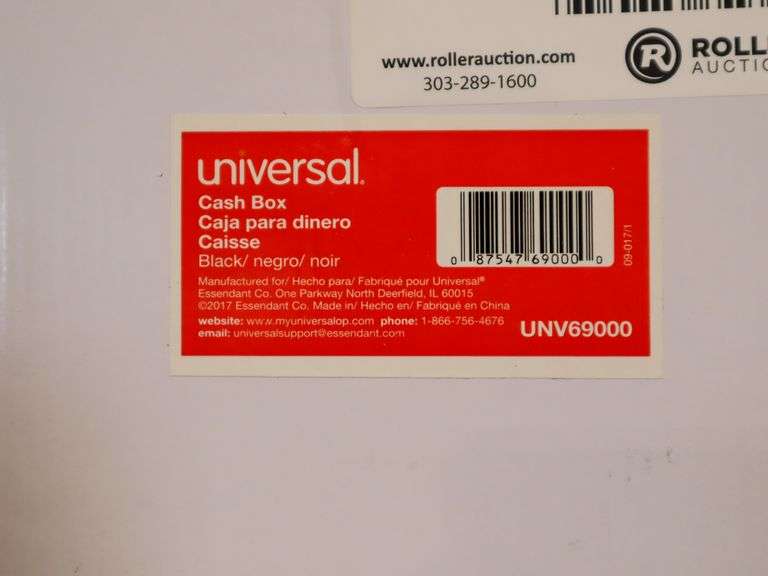 www.rollerauction.com
303-289-1600
R
AUCTIO
universal.
Cash Box
Caja para dinero
Caisse
Black/ negro/ noir
Manufactured for/ Hecho para/ Fabriqué pour Universal®
Essendant Co. One Parkway North Deerfield, IL 60015
©2017 Essendant Co. Made in/ Hecho en/ Fabriqué en China
website: www.myuniversalop.com phone: 1-866-756-4676
email: universalsupport@essendant.com
0 87547 69000 0
09-017/1
UNV69000